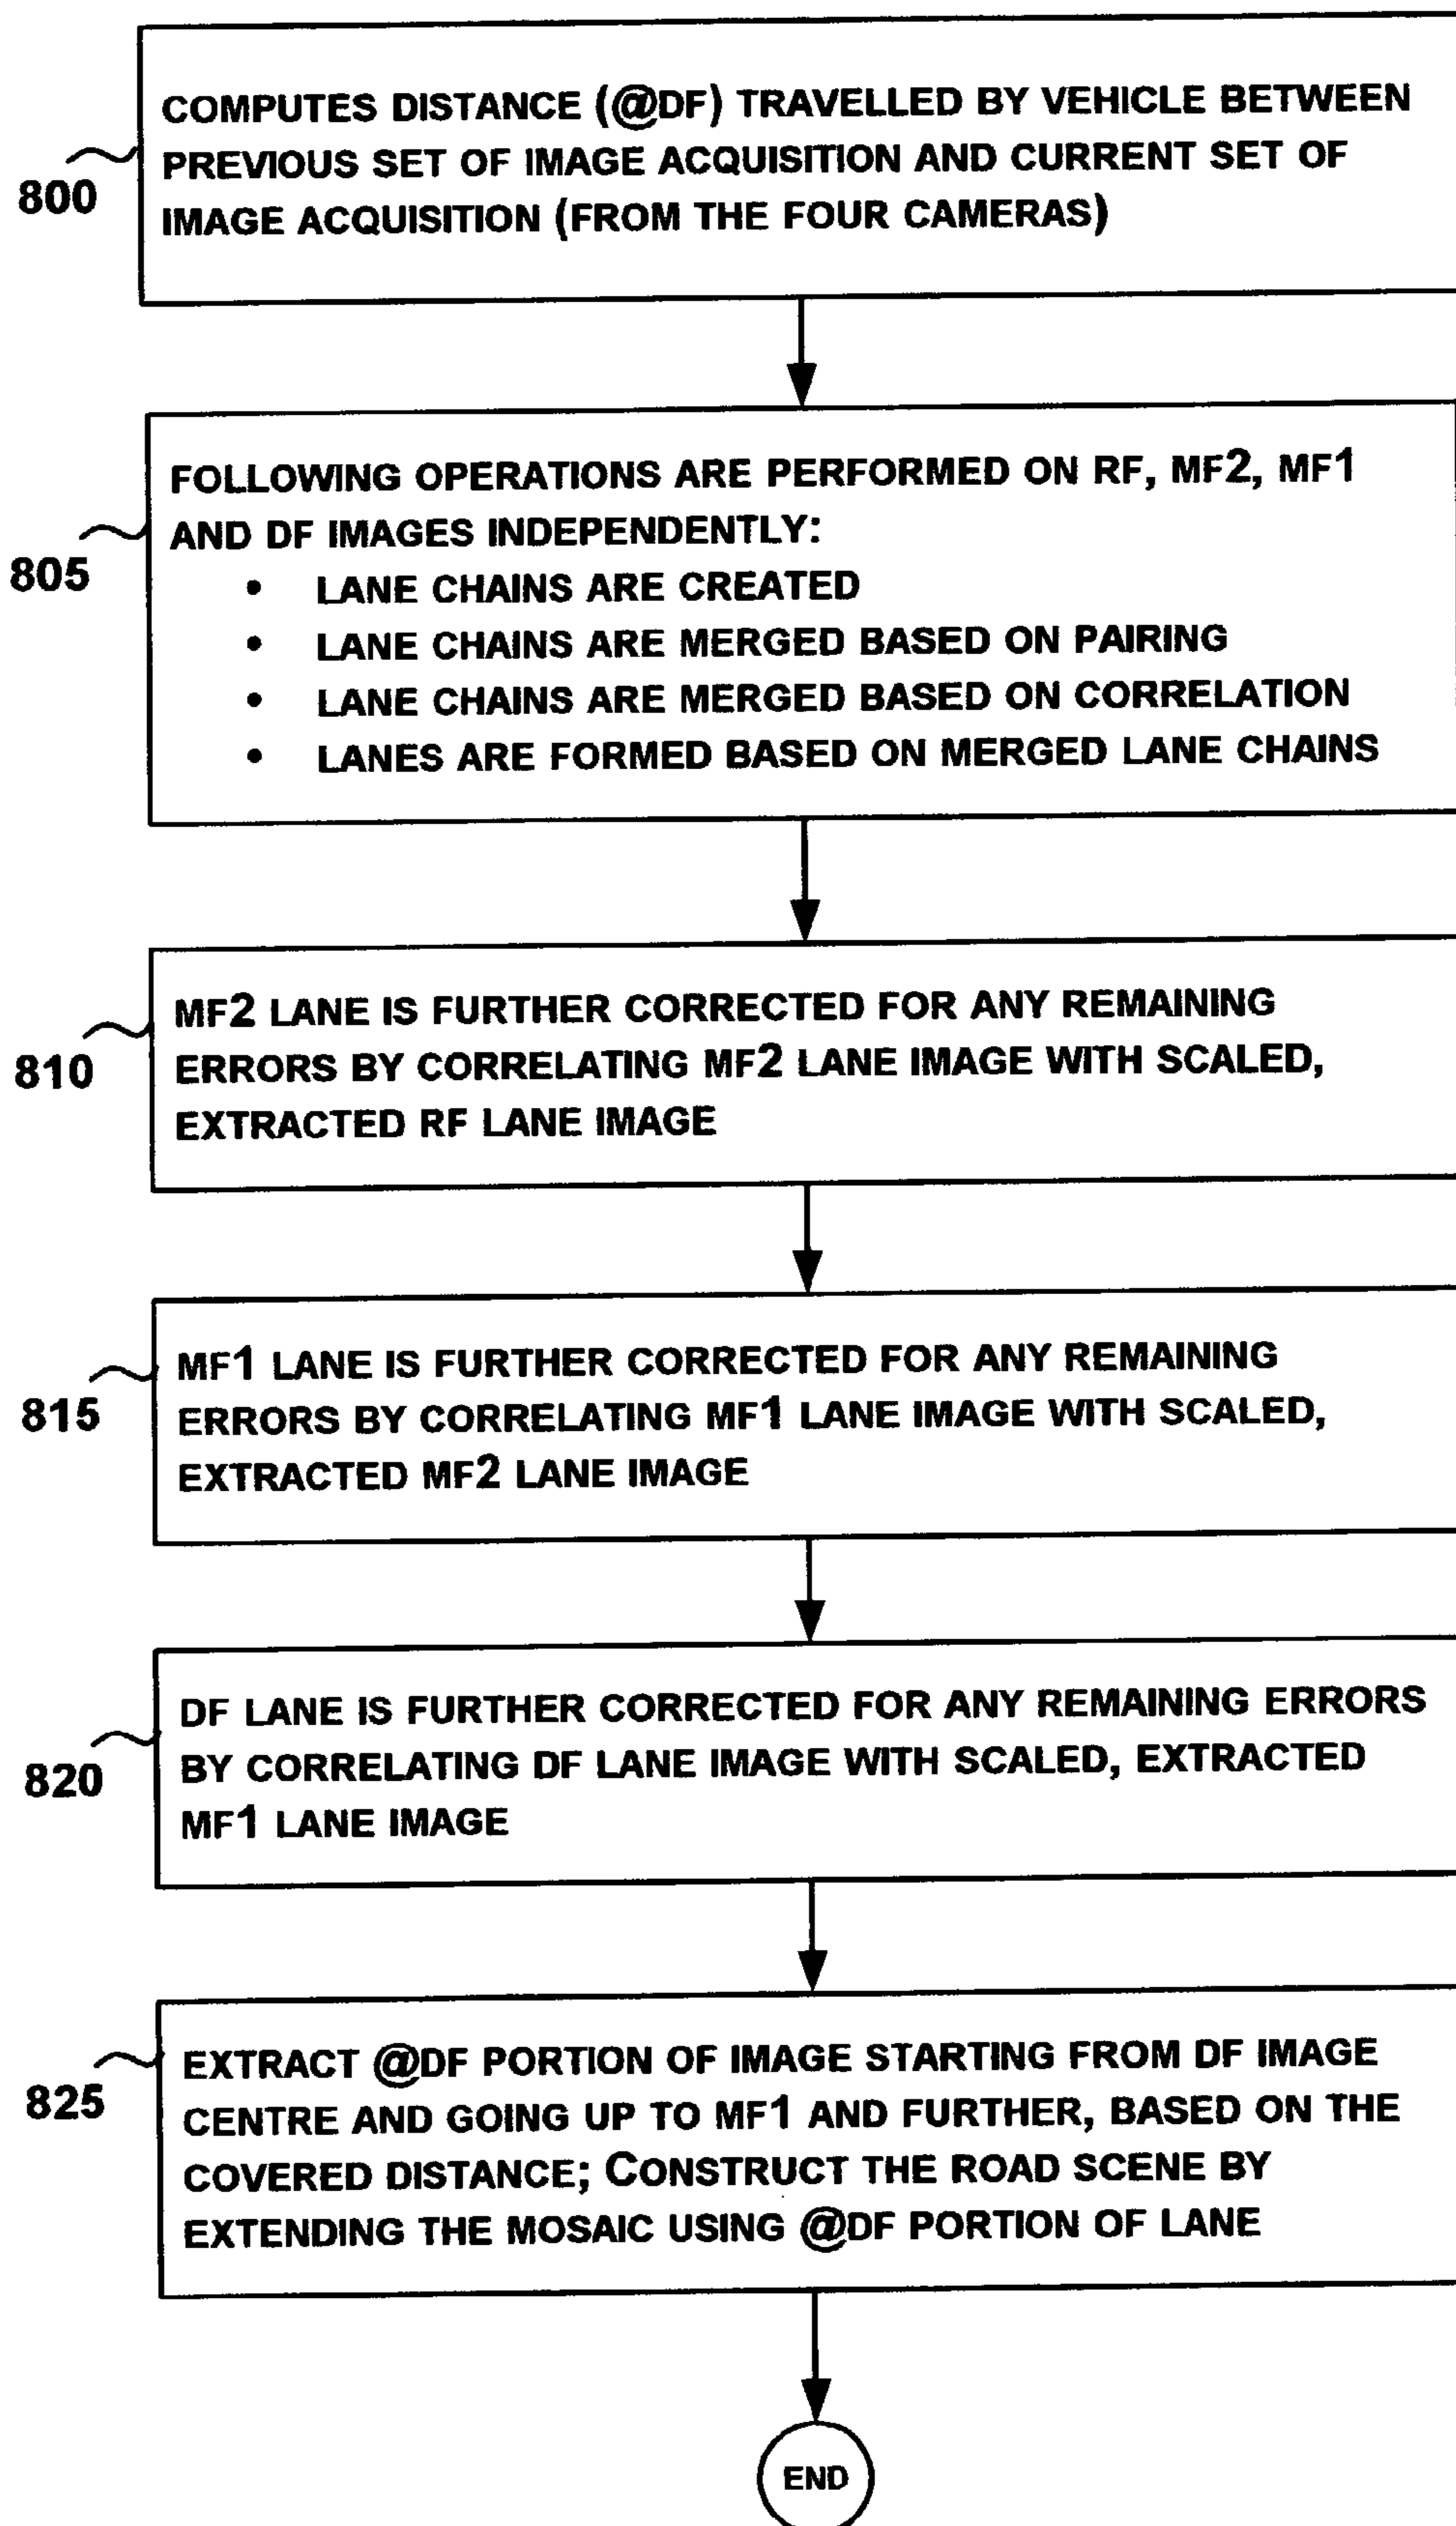 COMPUTES DISTANCE (@DF) TRAVELLED BY VEHICLE BETWEEN
PREVIOUS SET OF IMAGE ACQUISITION AND CURRENT SET OF
IMAGE ACQUISITION (FROM THE FOUR CAMERAS)
800
FOLLOWING OPERATIONS ARE PERFORMED ON RF, MF2, MF1
AND DF IMAGES INDEPENDENTLY:
• LANE CHAINS ARE CREATED
• LANE CHAINS ARE MERGED BASED ON PAIRING
• LANE CHAINS ARE MERGED BASED ON CORRELATION
• LANES ARE FORMED BASED ON MERGED LANE CHAINS
805
MF2 LANE IS FURTHER CORRECTED FOR ANY REMAINING
ERRORS BY CORRELATING MF2 LANE IMAGE WITH SCALED,
EXTRACTED RF LANE IMAGE
810
MF1 LANE IS FURTHER CORRECTED FOR ANY REMAINING
ERRORS BY CORRELATING MF1 LANE IMAGE WITH SCALED,
EXTRACTED MF2 LANE IMAGE
815
DF LANE IS FURTHER CORRECTED FOR ANY REMAINING ERRORS
BY CORRELATING DF LANE IMAGE WITH SCALED, EXTRACTED
MF1 LANE IMAGE
820
EXTRACT @DF PORTION OF IMAGE STARTING FROM DF IMAGE
CENTRE AND GOING UP TO MF1 AND FURTHER, BASED ON THE
COVERED DISTANCE; CONSTRUCT THE ROAD SCENE BY
EXTENDING THE MOSAIC USING @DF PORTION OF LANE
825
END